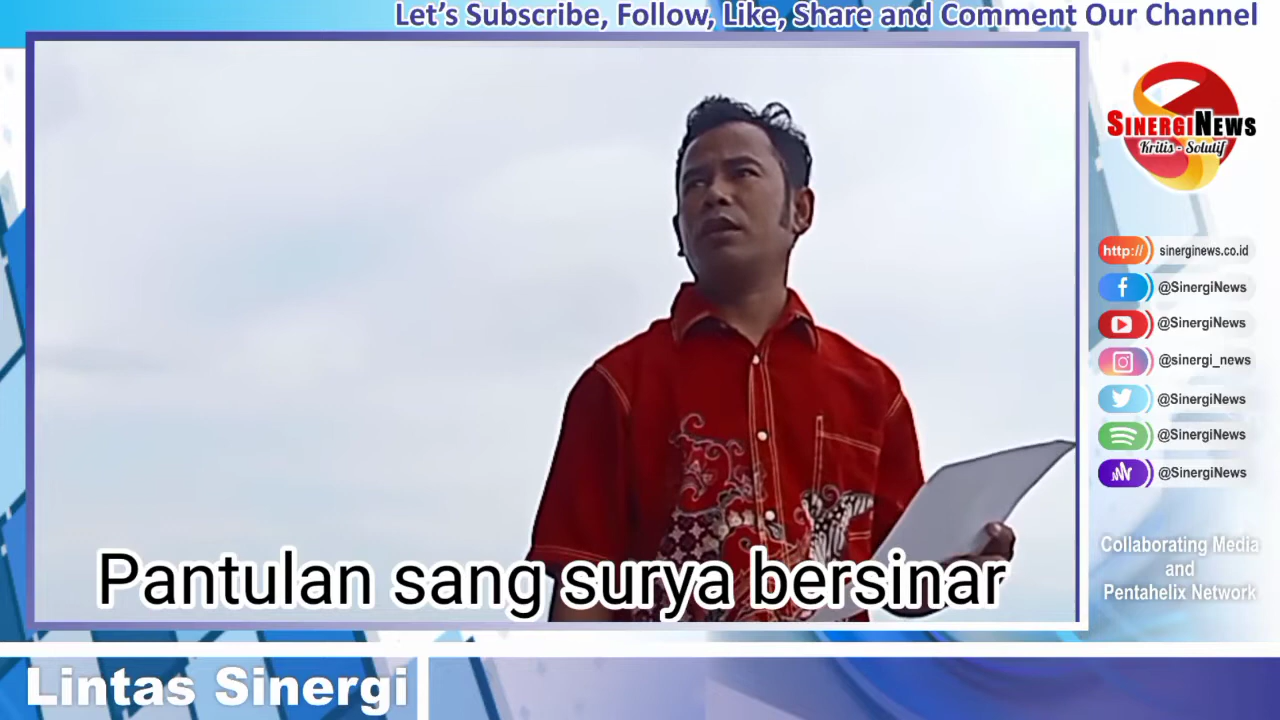 Let's Subscribe, Follow, Like, Share and Comment Our Channel
SINERGINEWS
Kritis - Solutif
http:// sinerginews.co.id
@SinergiNews
@SinergiNews
@sinergi_news
@SinergiNews
@SinergiNews
@SinergiNews
Collaborating Media
and
Pentahelix Network
Pantulan sang surya bersinar
Lintas Sinergi